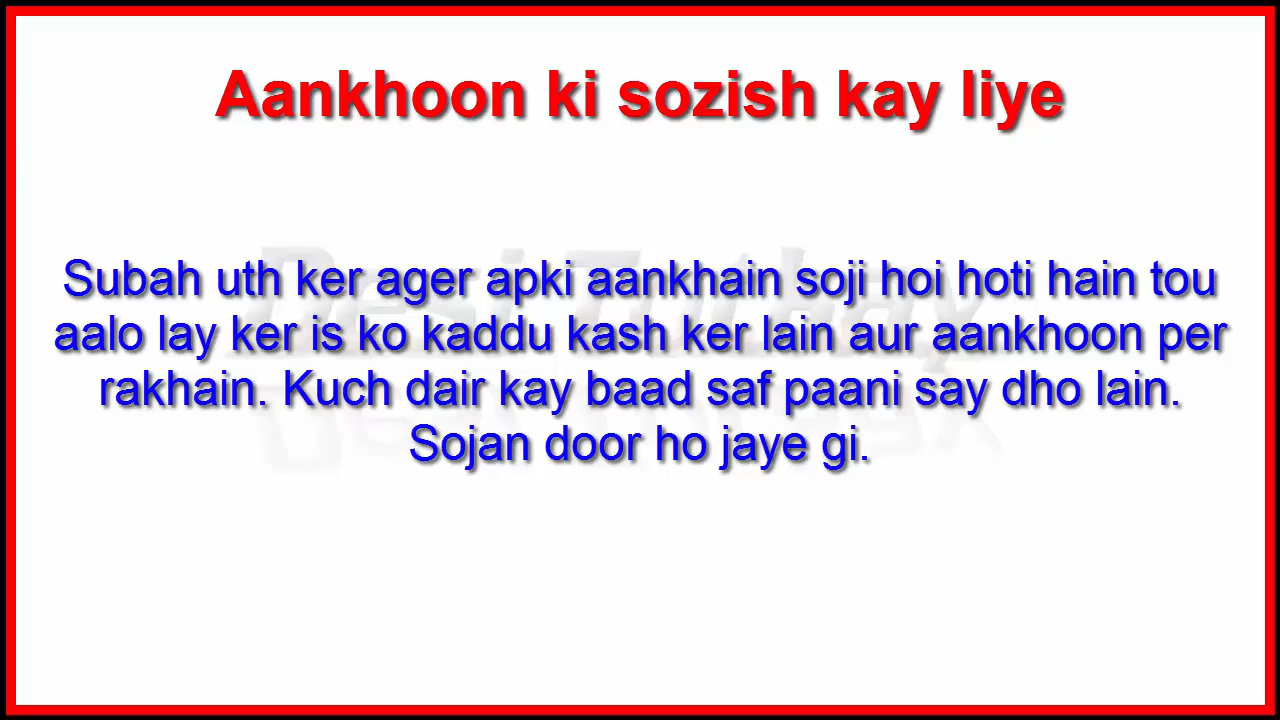 Aankhoon ki sozish kay liye
Subah uth ker ager apki aankhain soji hoi hoti hain tou
aalo lay ker is ko kaddu kash ker lain aur aankhoon per
rakhain. Kuch dair kay baad saf paani say dho lain.
Sojan door ho jaye gi.